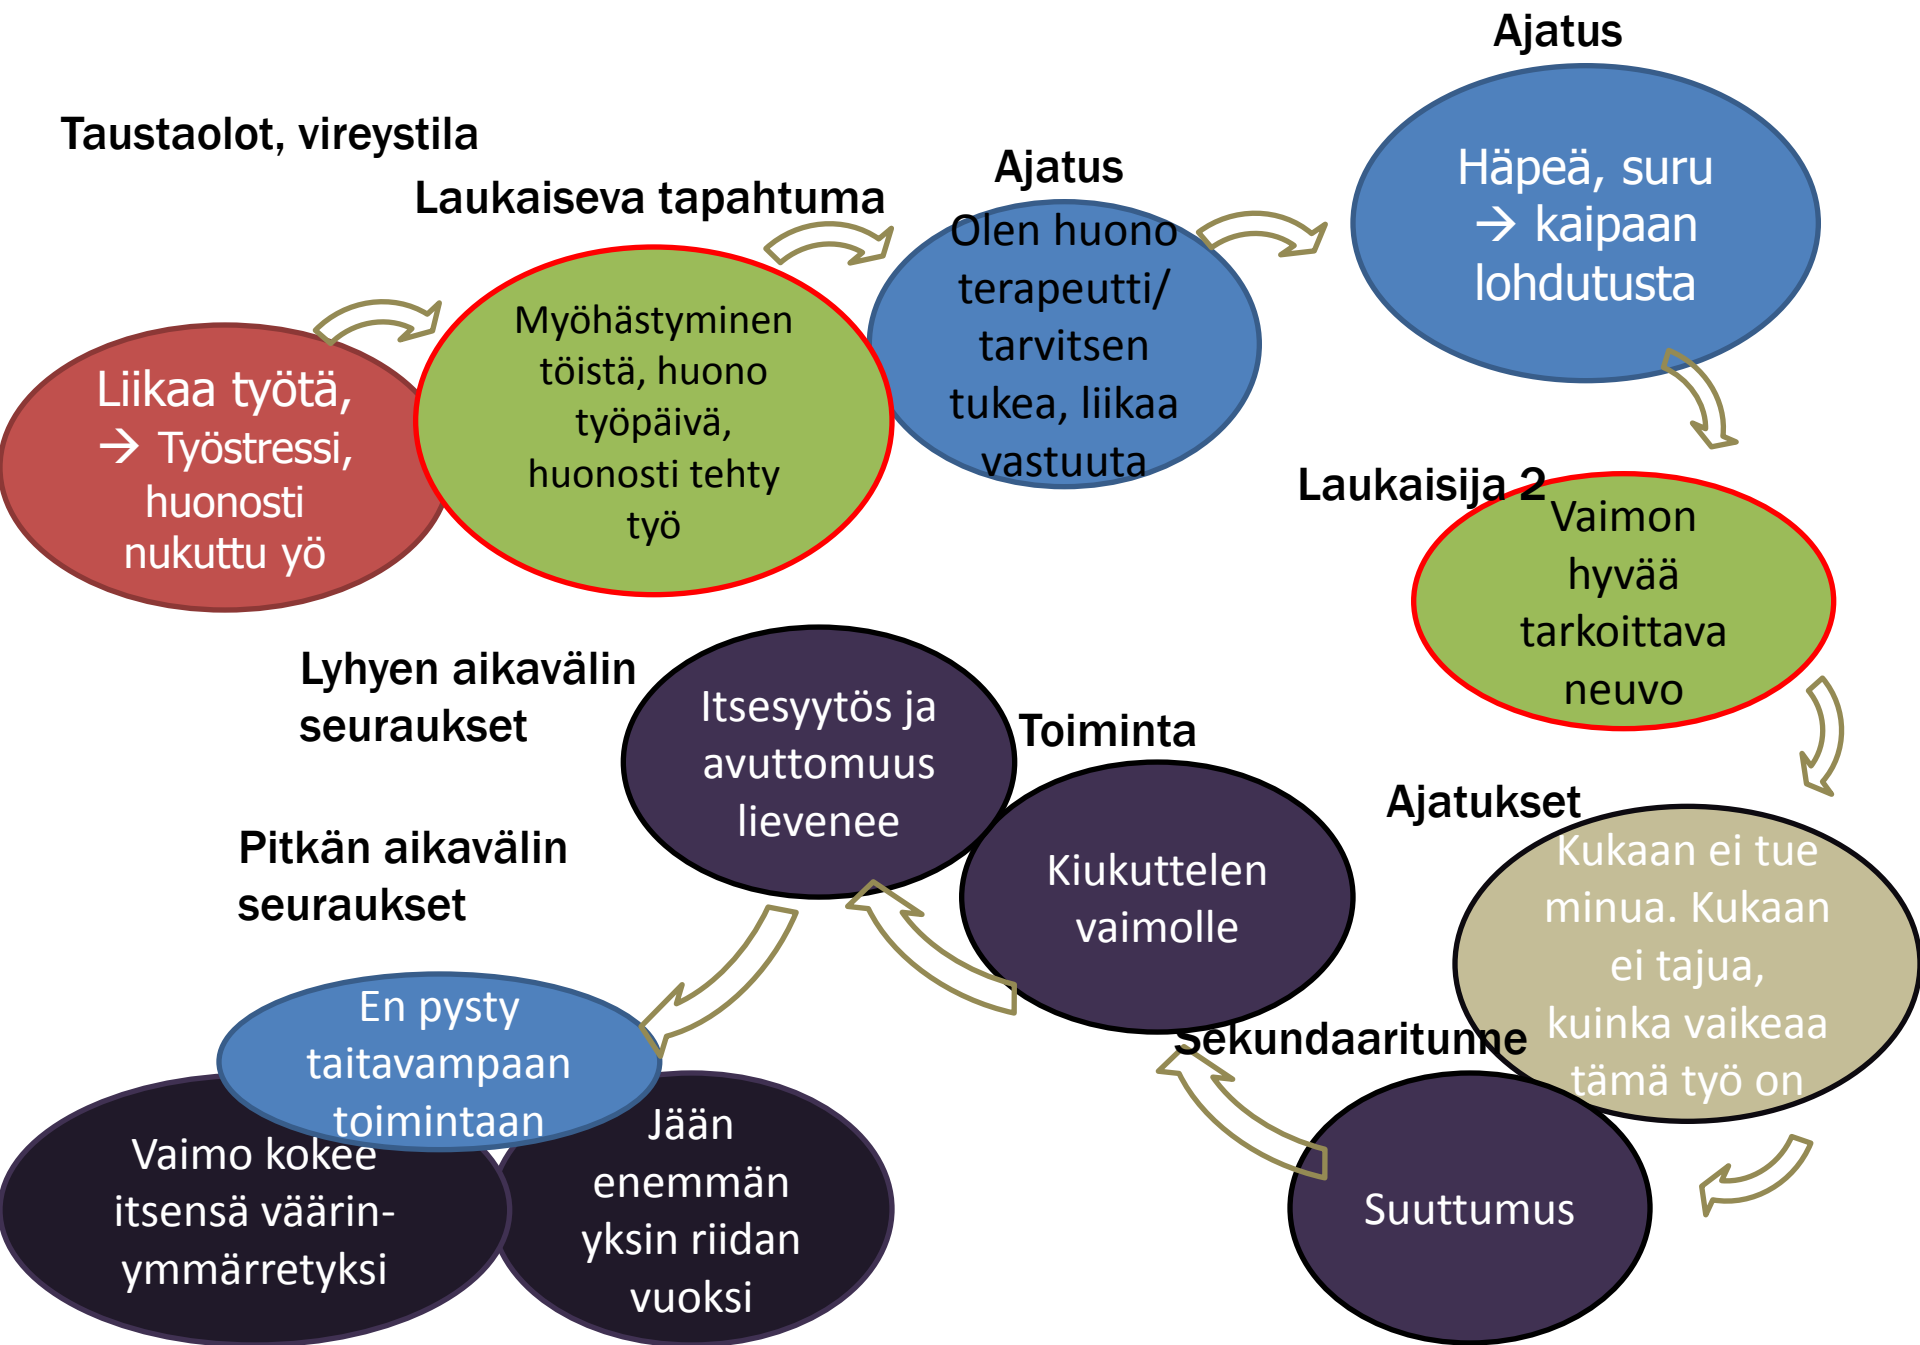 Taustaolot, vireystila
Liikaa työtä,
→ Työstressi,
huonosti
nukuttu yö
Laukaiseva tapahtuma
Myöhästyminen
töistä, huono
työpäivä,
huonosti tehty
työ
Ajatus
Olen huono
terapeutti/
tarvitsen
tukea, liikaa
vastuuta
Ajatus
Häpeä, suru
→ kaipaan
lohdutusta
Laukaisija 2
Vaimon
hyvää
tarkoittava
neuvo
Ajatukset
Kukaan ei tue
minua. Kukaan
ei tajua,
kuinka vaikeaa
tämä työ on
Sekundaaritunne
Suuttumus
Toiminta
Kiukuttelen
vaimolle
Lyhyen aikavälin
seuraukset
Itsesyytös ja
avuttomuus
lievenee
Pitkän aikavälin
seuraukset
En pysty
taitavampaan
toimintaan
Vaimo kokee
itsensä väärin-
ymmärretyksi
Jään
enemmän
yksin riidan
vuoksi